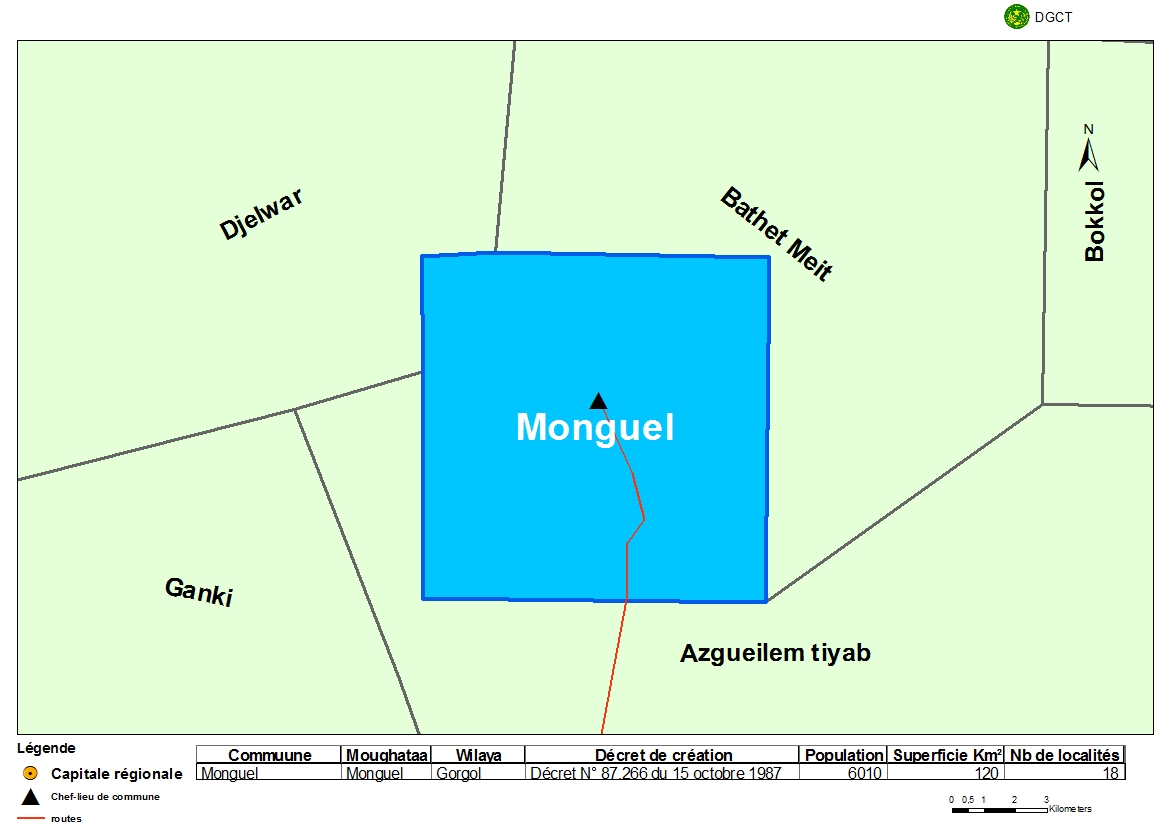 DGCT
N
Djelwar
Bathet Meit
Bokkol
Monguel
Ganki
Azgueilem tiyab
Légende
Capitale régionale
Chef-lieu de commune
routes
Commuune Moughataa Wilaya Décret de création Population Superficie Km² Nb de localités
Monguel Monguel Gorgol Décret N° 87.266 du 15 octobre 1987 6010 120 18
0 0,5 1 2 3
Kilometers